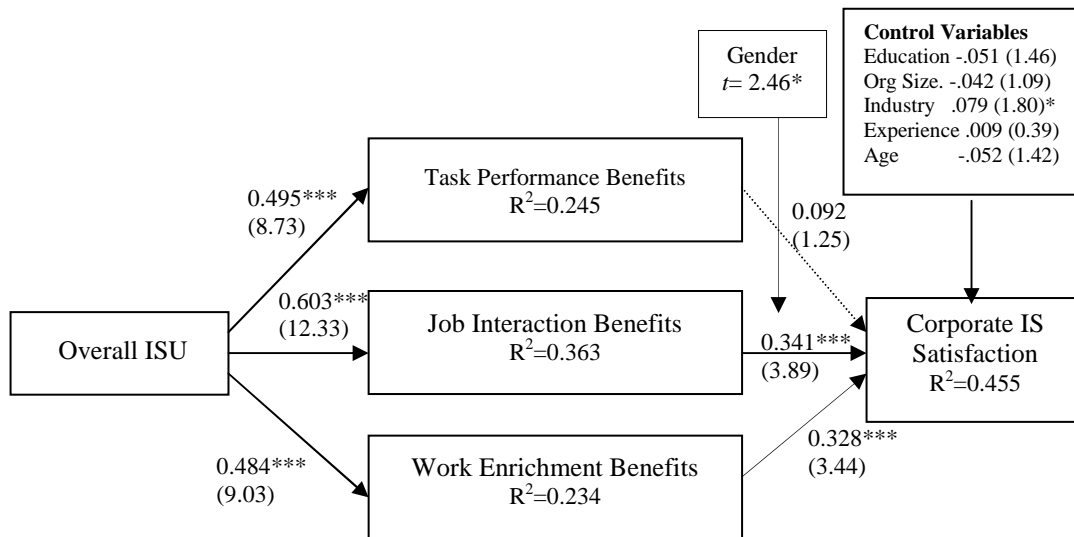 Gender
t= 2.46*
Control Variables
Education -.051 (1.46)
Org Size. -.042 (1.09)
Industry .079 (1.80)*
Experience .009 (0.39)
Age -.052 (1.42)
Task Performance Benefits
R²=0.245
0.495***
(8.73)
0.092
(1.25)
0.603***
(12.33)
Job Interaction Benefits
R²=0.363
Overall ISU
0.341***
(3.89)
Corporate IS
Satisfaction
R²=0.455
0.484***
(9.03)
Work Enrichment Benefits
R²=0.234
0.328***
(3.44)